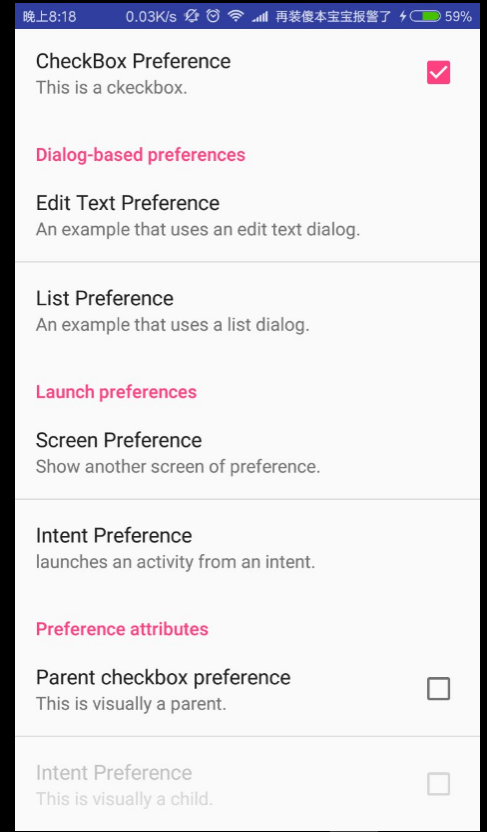 晚上8:18 0.03K/s 再装傻本宝宝报警了 59%
CheckBox Preference
This is a ckeckbox.
Dialog-based preferences
Edit Text Preference
An example that uses an edit text dialog.
List Preference
An example that uses a list dialog.
Launch preferences
Screen Preference
Show another screen of preference.
Intent Preference
launches an activity from an intent.
Preference attributes
Parent checkbox preference
This is visually a parent.
Intent Preference
This is visually a child.